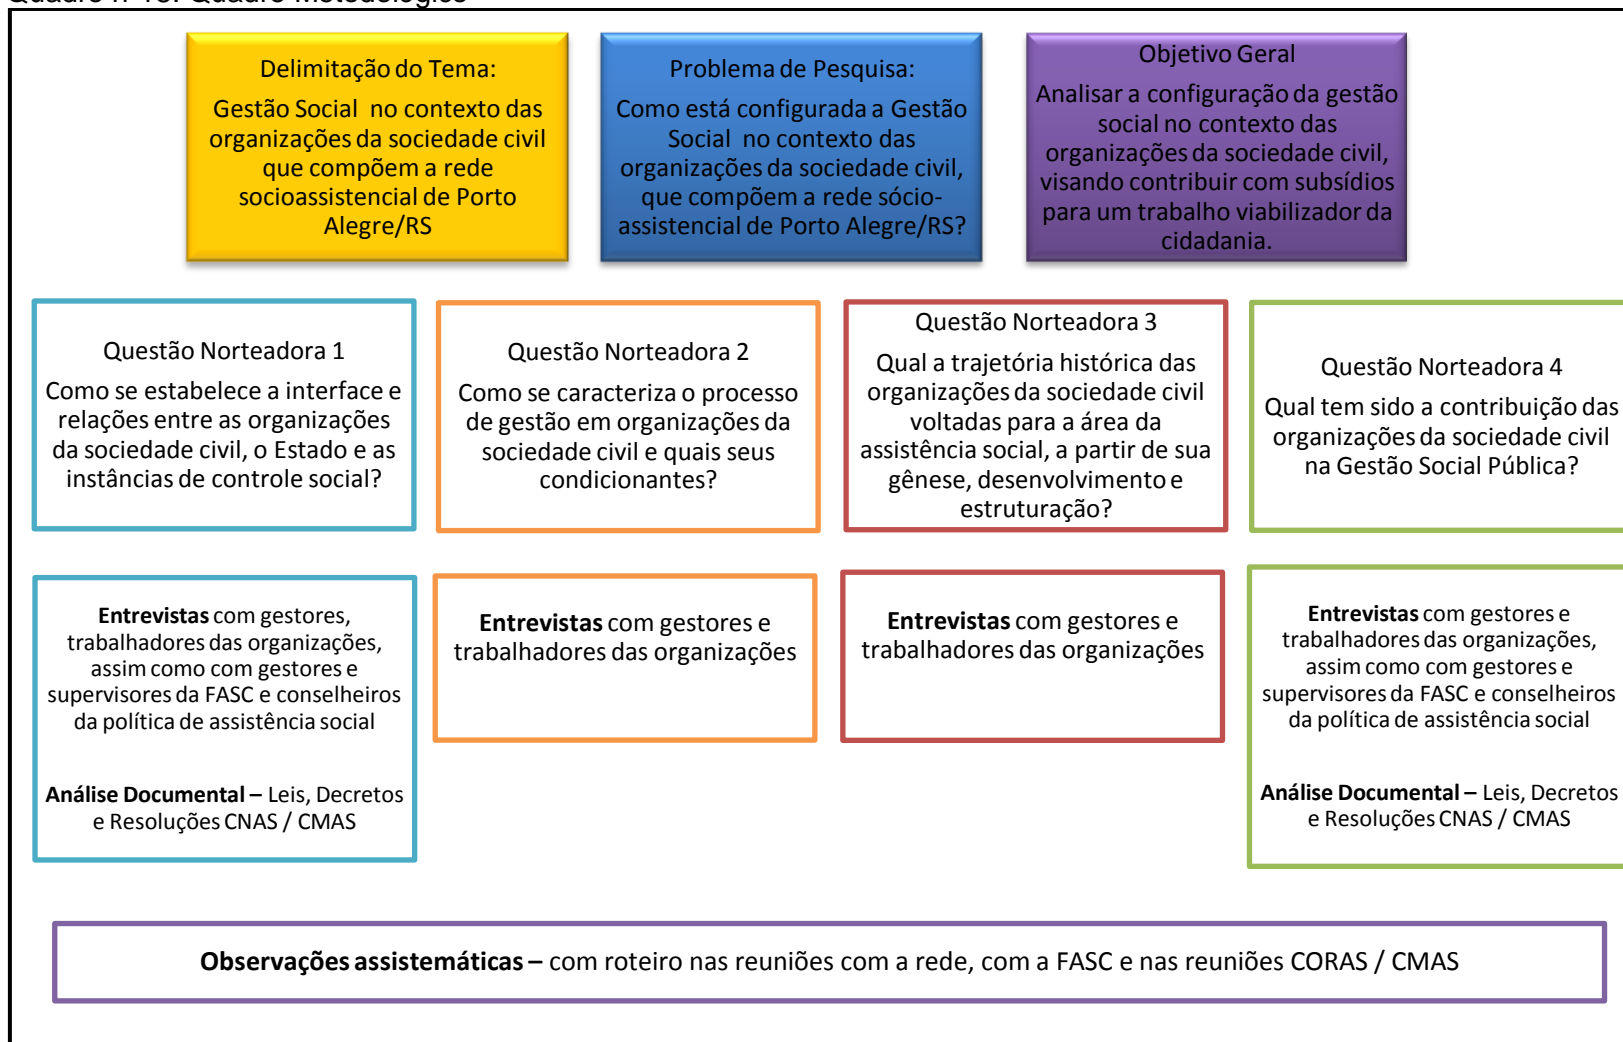 Delimitação do Tema:
Gestão Social no contexto das
organizações da sociedade civil
que compõem a rede
socioassistencial de Porto
Alegre/RS
Problema de Pesquisa:
Como está configurada a Gestão
Social no contexto das
organizações da sociedade civil,
que compõem a rede sócio-
assistencial de Porto Alegre/RS?
Objetivo Geral
Analisar a configuração da gestão
social no contexto das
organizações da sociedade civil,
visando contribuir com subsídios
para um trabalho viabilizador da
cidadania.
Questão Norteadora 1
Como se estabelece a interface e
relações entre as organizações
da sociedade civil, o Estado e as
instâncias de controle social?
Questão Norteadora 2
Como se caracteriza o processo
de gestão em organizações da
sociedade civil e quais seus
condicionantes?
Questão Norteadora 3
Qual a trajetória histórica das
organizações da sociedade civil
voltadas para a área da
assistência social, a partir de sua
gênese, desenvolvimento e
estruturação?
Questão Norteadora 4
Qual tem sido a contribuição das
organizações da sociedade civil
na Gestão Social Pública?
Entrevistas com gestores,
trabalhadores das organizações,
assim como com gestores e
supervisores da FASC e conselheiros
da política de assistência social
Análise Documental – Leis, Decretos
e Resoluções CNAS / CMAS
Entrevistas com gestores e
trabalhadores das organizações
Entrevistas com gestores e
trabalhadores das organizações
Entrevistas com gestores e
trabalhadores das organizações,
assim como com gestores e
supervisores da FASC e conselheiros
da política de assistência social
Análise Documental – Leis, Decretos
e Resoluções CNAS / CMAS
Observações assistemáticas – com roteiro nas reuniões com a rede, com a FASC e nas reuniões CORAS / CMAS